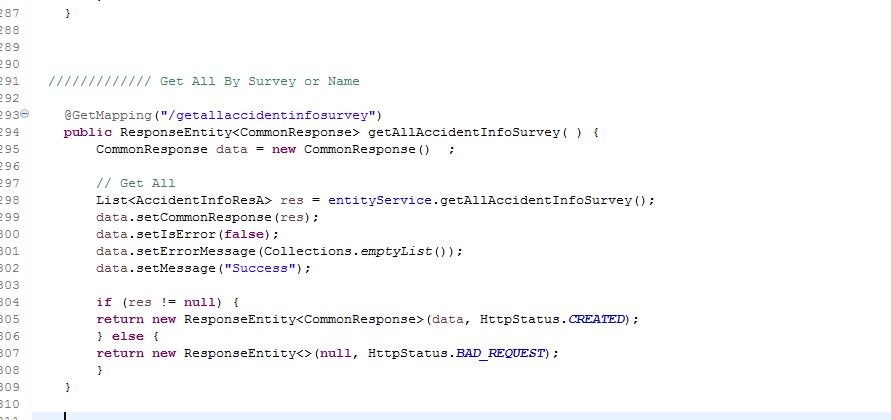 287 }
288
289
290
291 ///////////// Get All By Survey or Name
292
293 @GetMapping("/getallaccidentinfosurvey")
294 public ResponseEntity<CommonResponse> getAllAccidentInfoSurvey( ) {
295 CommonResponse data = new CommonResponse() ;
296
297 // Get All
298 List<AccidentInfoResA> res = entityService.getAllAccidentInfoSurvey();
299 data.setCommonResponse(res);
300 data.setIsError(false);
301 data.setErrorMessage(Collections.emptyList());
302 data.setMessage("Success");
303
304 if (res != null) {
305 return new ResponseEntity<CommonResponse>(data, HttpStatus.CREATED);
306 } else {
307 return new ResponseEntity<>(null, HttpStatus.BAD_REQUEST);
308 }
309 }
310